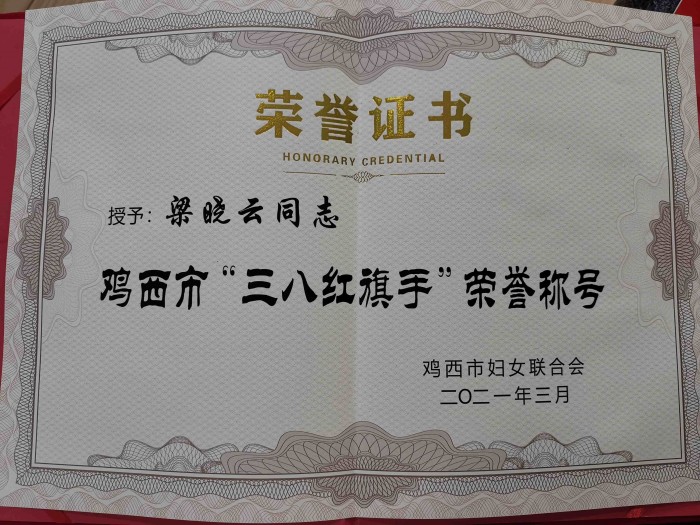 荣誉证书
HONORARY CREDENTIAL
授予：梁晓云同志
鸡西市“三八红旗手”荣誉称号
鸡西市妇女联合会
二〇二一年三月